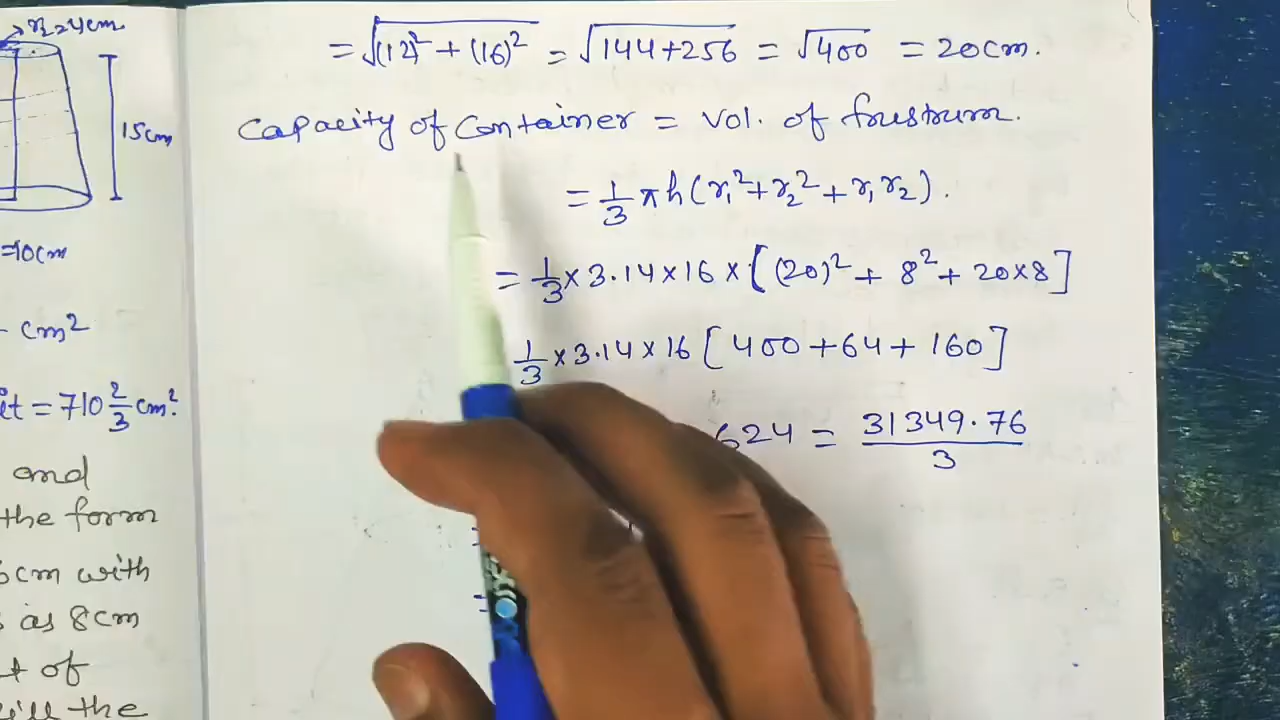 r₂=4cm
15cm
=10cm
cm²
= 710 2/3 cm².
and
the form
cm with
as 8cm
of
the
= √(12)² + (16)² = √144+256 = √400 = 20cm.
Capacity of Container = Vol. of frustrum.
= 1/3 πh(r₁²+r₂²+r₁r₂).
= 1/3 × 3.14 × 16 × [(20)² + 8² + 20×8]
1/3 × 3.14 × 16 [400 + 64 + 160]
624 = 31349.76/3